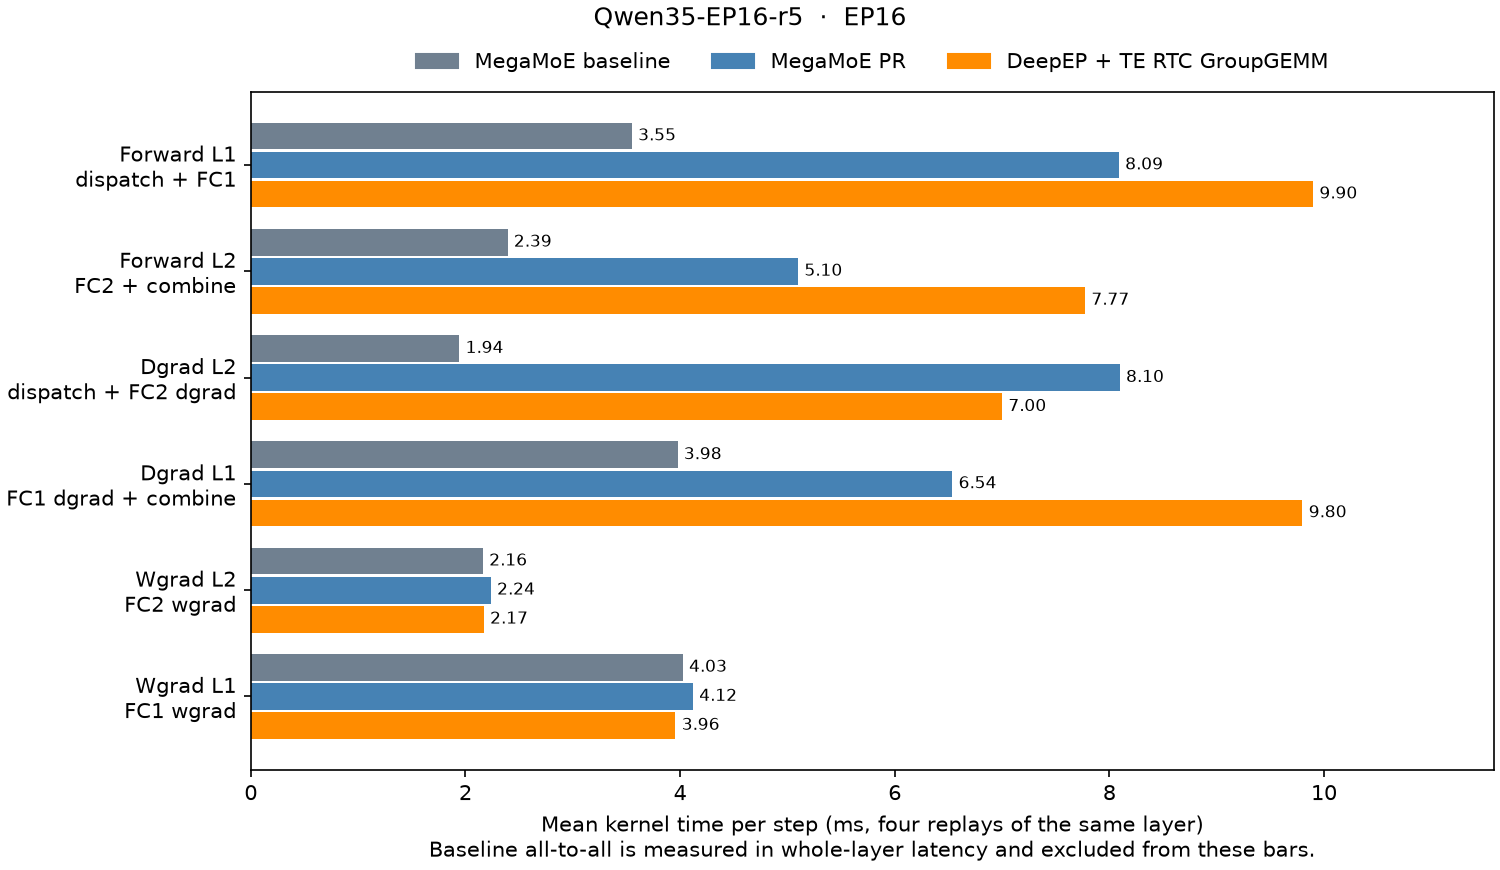 Qwen35-EP16-r5 · EP16
MegaMoE baseline
MegaMoE PR
DeepEP + TE RTC GroupGEMM
Forward L1
dispatch + FC1
3.55
8.09
9.90
Forward L2
FC2 + combine
2.39
5.10
7.77
Dgrad L2
dispatch + FC2 dgrad
1.94
8.10
7.00
Dgrad L1
FC1 dgrad + combine
3.98
6.54
9.80
Wgrad L2
FC2 wgrad
2.16
2.24
2.17
Wgrad L1
FC1 wgrad
4.03
4.12
3.96
0 2 4 6 8 10
Mean kernel time per step (ms, four replays of the same layer)
Baseline all-to-all is measured in whole-layer latency and excluded from these bars.